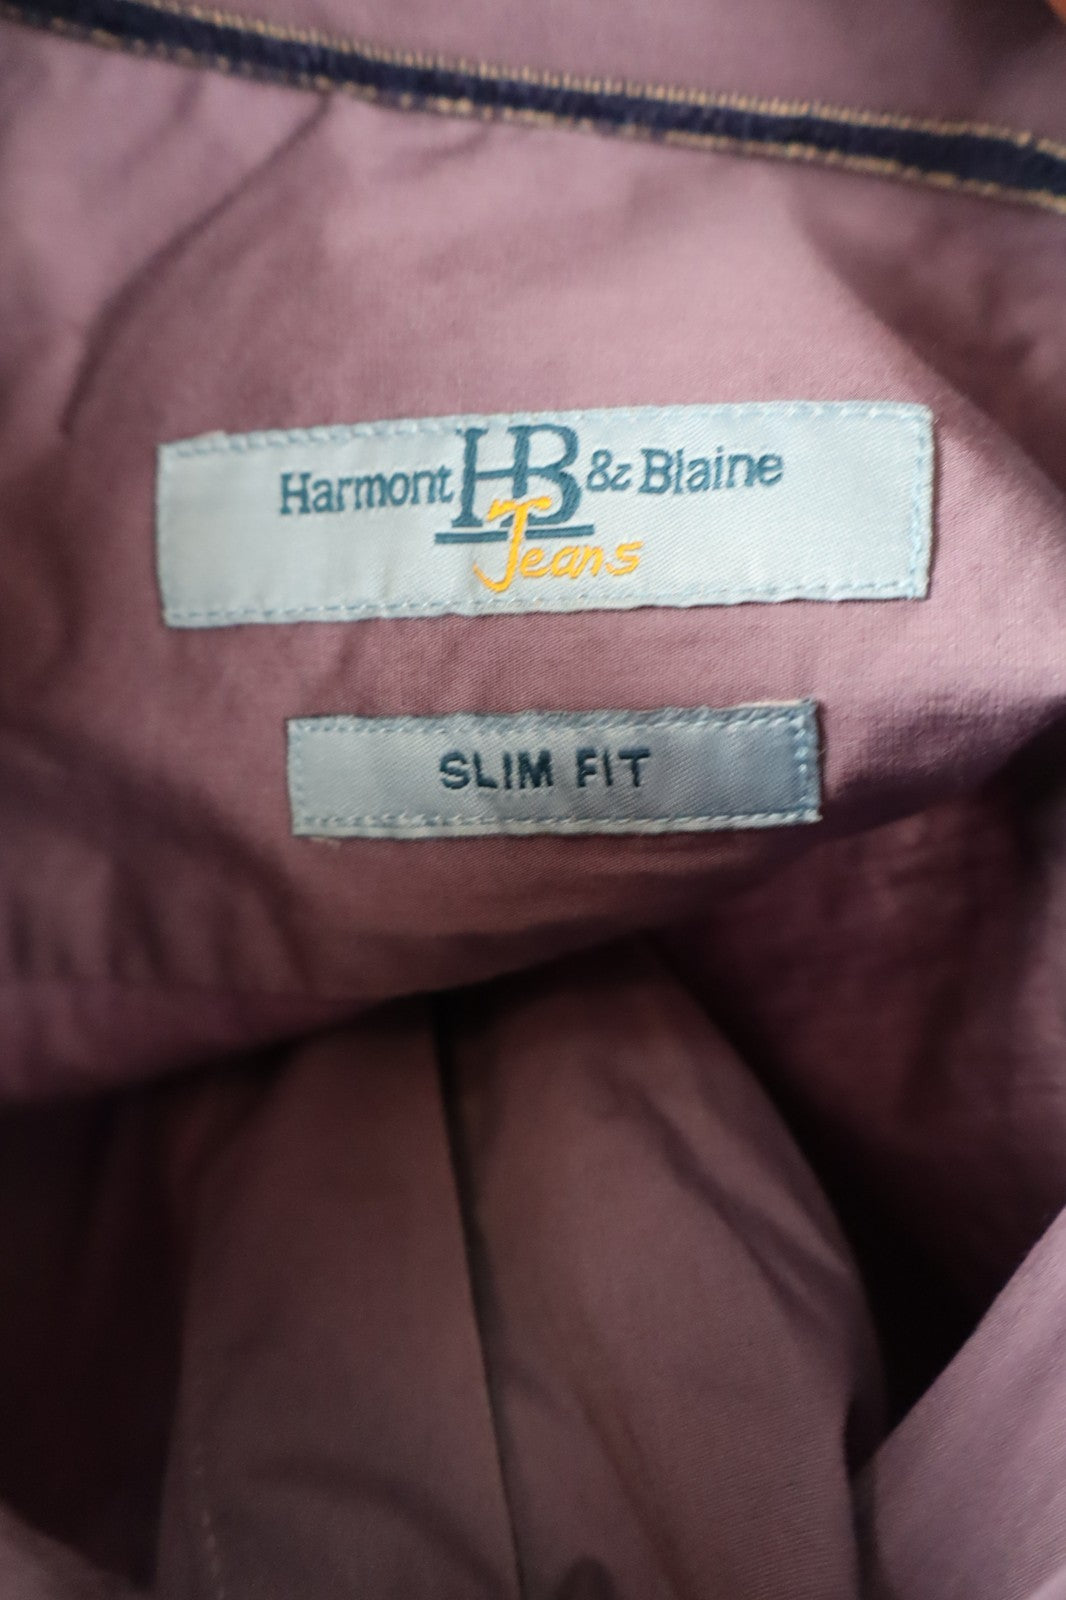 Harmont HB & Blaine
Jeans
SLIM FIT